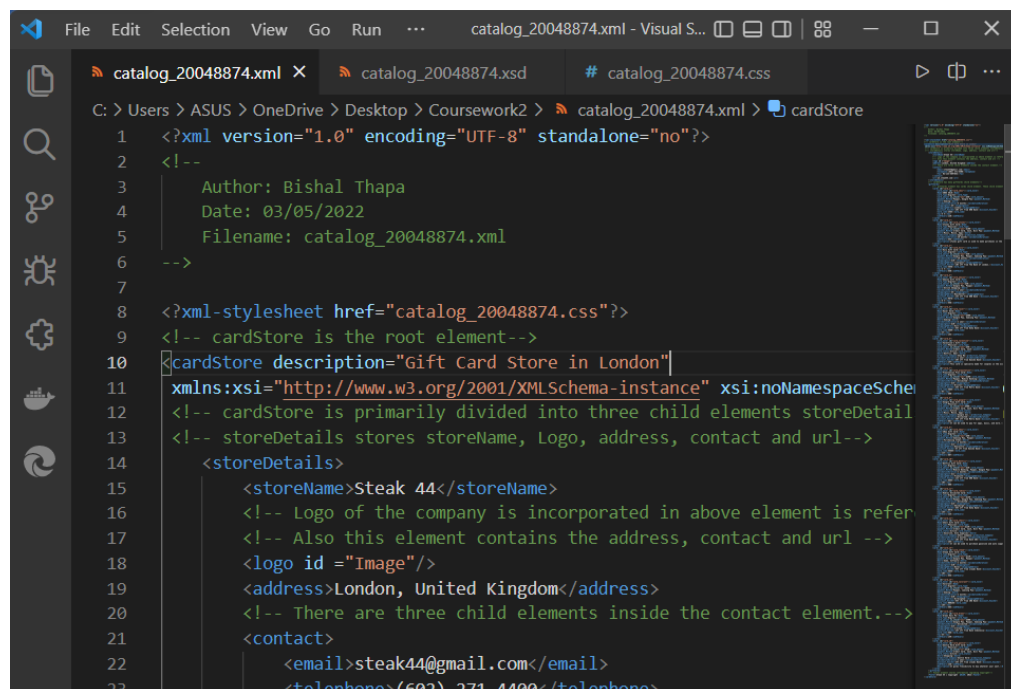 File Edit Selection View Go Run ··· catalog_20048874.xml - Visual S...
catalog_20048874.xml catalog_20048874.xsd # catalog_20048874.css
C: > Users > ASUS > OneDrive > Desktop > Coursework2 > catalog_20048874.xml > cardStore
1 <?xml version="1.0" encoding="UTF-8" standalone="no"?>
2 <!--
3 Author: Bishal Thapa
4 Date: 03/05/2022
5 Filename: catalog_20048874.xml
6 -->
7
8 <?xml-stylesheet href="catalog_20048874.css"?>
9 <!-- cardStore is the root element-->
10 <cardStore description="Gift Card Store in London"
11 xmlns:xsi="http://www.w3.org/2001/XMLSchema-instance" xsi:noNamespaceSche
12 <!-- cardStore is primarily divided into three child elements storeDetail
13 <!-- storeDetails stores storeName, Logo, address, contact and url-->
14 <storeDetails>
15 <storeName>Steak 44</storeName>
16 <!-- Logo of the company is incorporated in above element is refer
17 <!-- Also this element contains the address, contact and url -->
18 <logo id ="Image"/>
19 <address>London, United Kingdom</address>
20 <!-- There are three child elements inside the contact element.-->
21 <contact>
22 <email>steak44@gmail.com</email>
23 <telephone>(602) 271-4400</telephone>